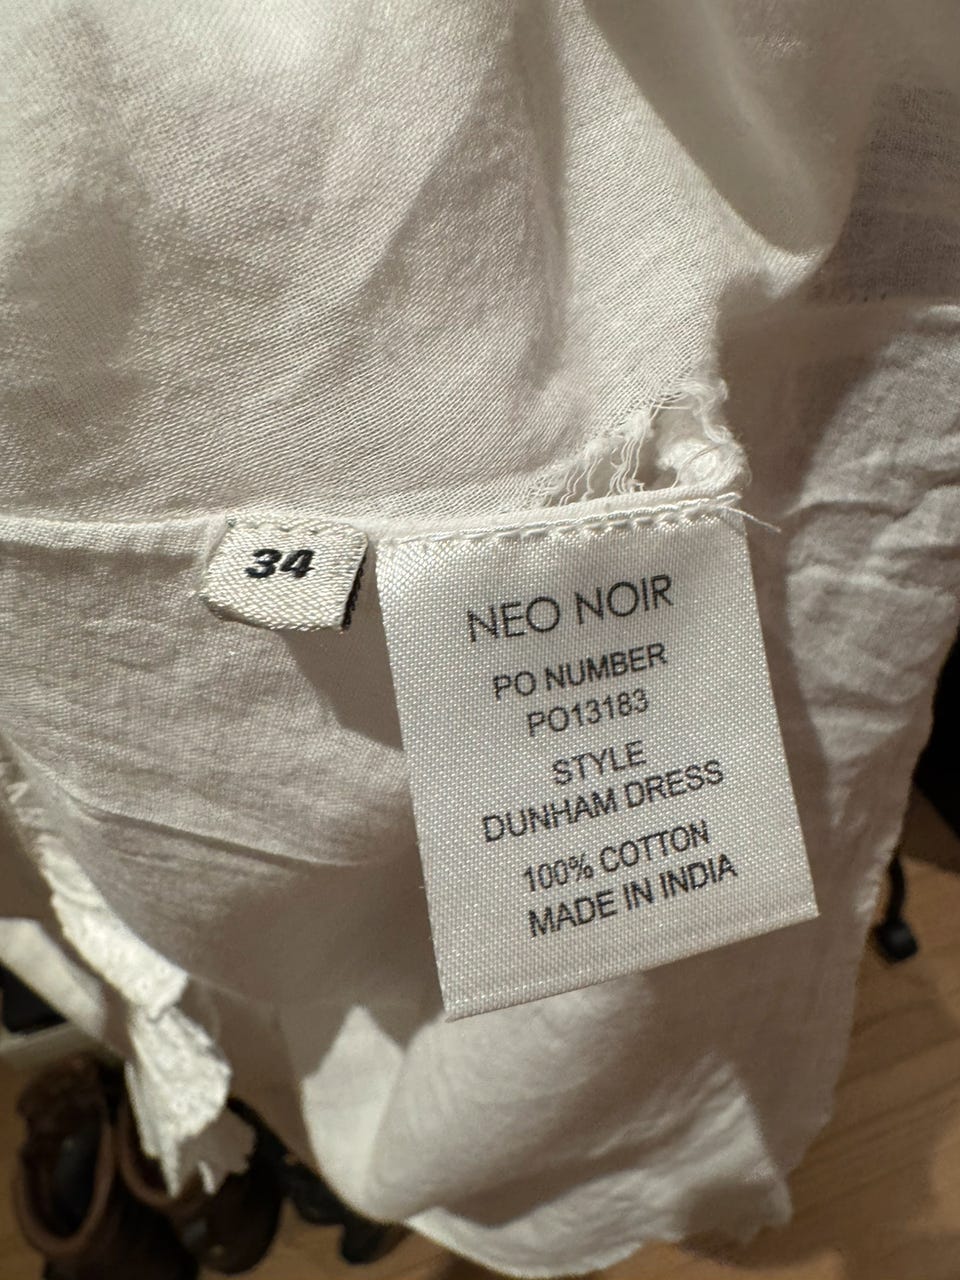 34
NEO NOIR
PO NUMBER
PO13183
STYLE
DUNHAM DRESS
100% COTTON
MADE IN INDIA